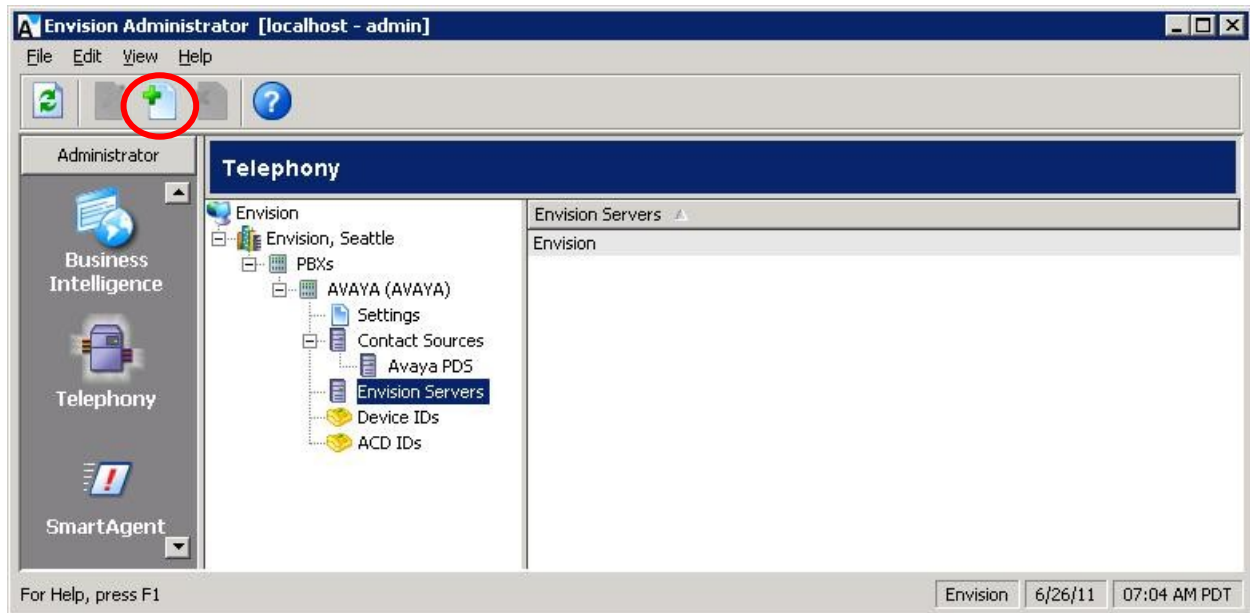 Envision Administrator [localhost - admin]
File Edit View Help
Administrator
Business
Intelligence
Telephony
SmartAgent
Telephony
Envision
Envision, Seattle
PBXs
AVAYA (AVAYA)
Settings
Contact Sources
Avaya PDS
Envision Servers
Device IDs
ACD IDs
Envision Servers
Envision
For Help, press F1
Envision 6/26/11 07:04 AM PDT